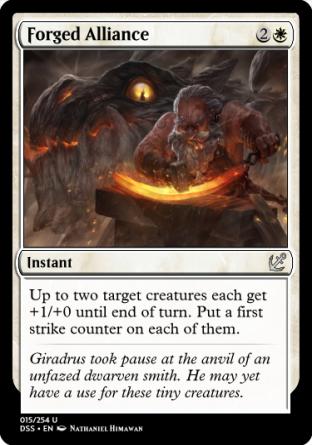 Forged Alliance 2
Instant
Up to two target creatures each get
+1/+0 until end of turn. Put a first
strike counter on each of them.
Giradrus took pause at the anvil of an
unfazed dwarven smith. He may yet
have a use for these tiny creatures.
015/254 U
DSS • EN Nathaniel Himawan